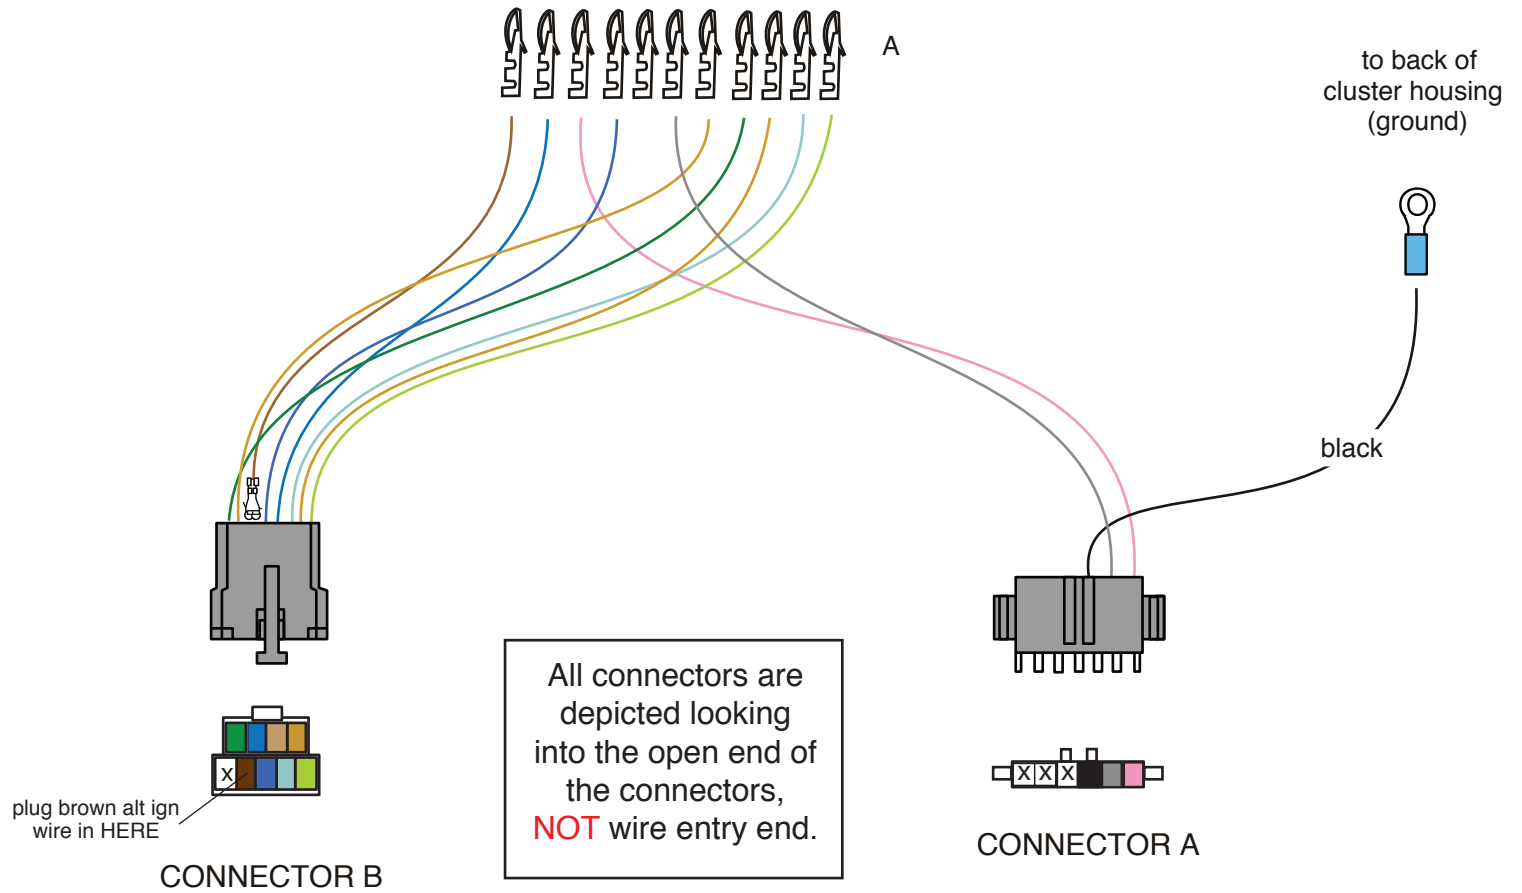 A
to back of
cluster housing
(ground)
black
All connectors are
depicted looking
into the open end of
the connectors,
NOT wire entry end.
X
plug brown alt ign
wire in HERE
CONNECTOR B
X X X
CONNECTOR A